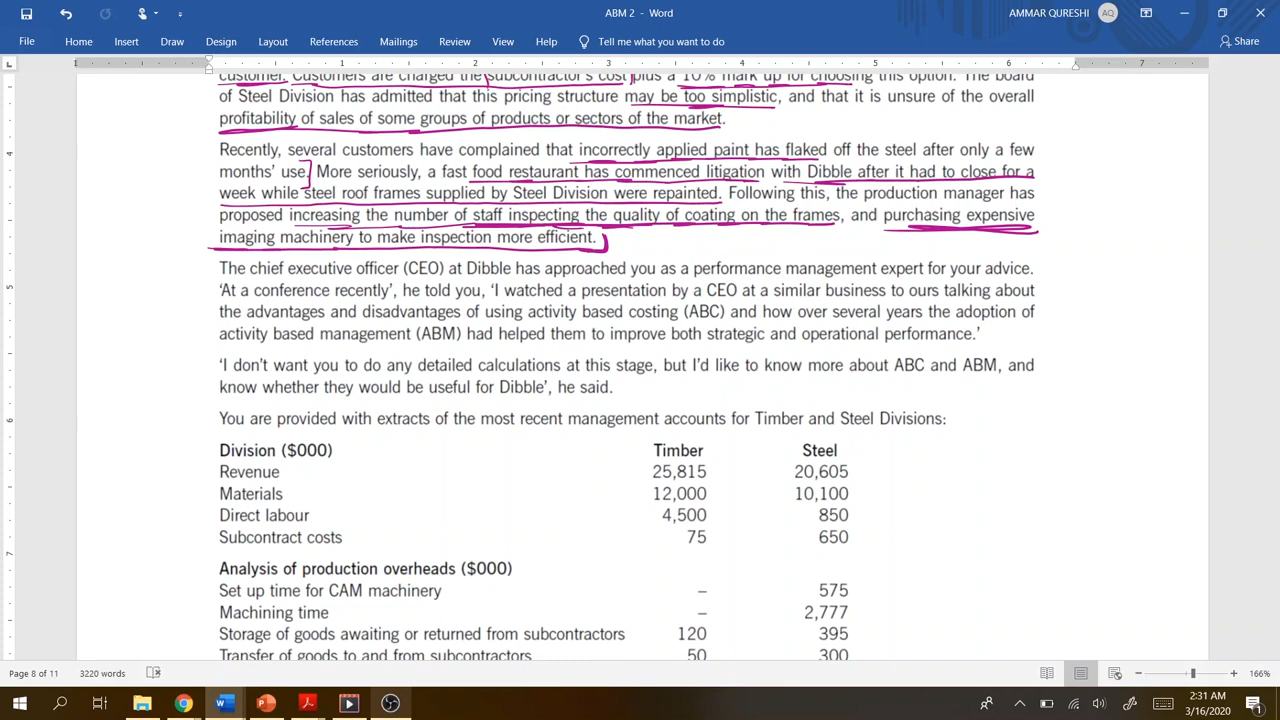 ABM 2 - Word
AMMAR QURESHI
AQ
File Home Insert Draw Design Layout References Mailings Review View Help Tell me what you want to do Share
1 1 2 3 4 5 6 7
customer. Customers are charged the subcontractor's cost plus a 10% mark up for choosing this option. The board
of Steel Division has admitted that this pricing structure may be too simplistic, and that it is unsure of the overall
profitability of sales of some groups of products or sectors of the market.
Recently, several customers have complained that incorrectly applied paint has flaked off the steel after only a few
months' use. More seriously, a fast food restaurant has commenced litigation with Dibble after it had to close for a
week while steel roof frames supplied by Steel Division were repainted. Following this, the production manager has
proposed increasing the number of staff inspecting the quality of coating on the frames, and purchasing expensive
imaging machinery to make inspection more efficient.
The chief executive officer (CEO) at Dibble has approached you as a performance management expert for your advice.
'At a conference recently', he told you, 'I watched a presentation by a CEO at a similar business to ours talking about
the advantages and disadvantages of using activity based costing (ABC) and how over several years the adoption of
activity based management (ABM) had helped them to improve both strategic and operational performance.'
'I don't want you to do any detailed calculations at this stage, but I'd like to know more about ABC and ABM, and
know whether they would be useful for Dibble', he said.
You are provided with extracts of the most recent management accounts for Timber and Steel Divisions:
Division ($000) Timber Steel
Revenue 25,815 20,605
Materials 12,000 10,100
Direct labour 4,500 850
Subcontract costs 75 650
Analysis of production overheads ($000)
Set up time for CAM machinery – 575
Machining time – 2,777
Storage of goods awaiting or returned from subcontractors 120 395
Transfer of goods to and from subcontractors 50 300
4
5
6
7
Page 8 of 11 3220 words 166%
2:31 AM
3/16/2020
1